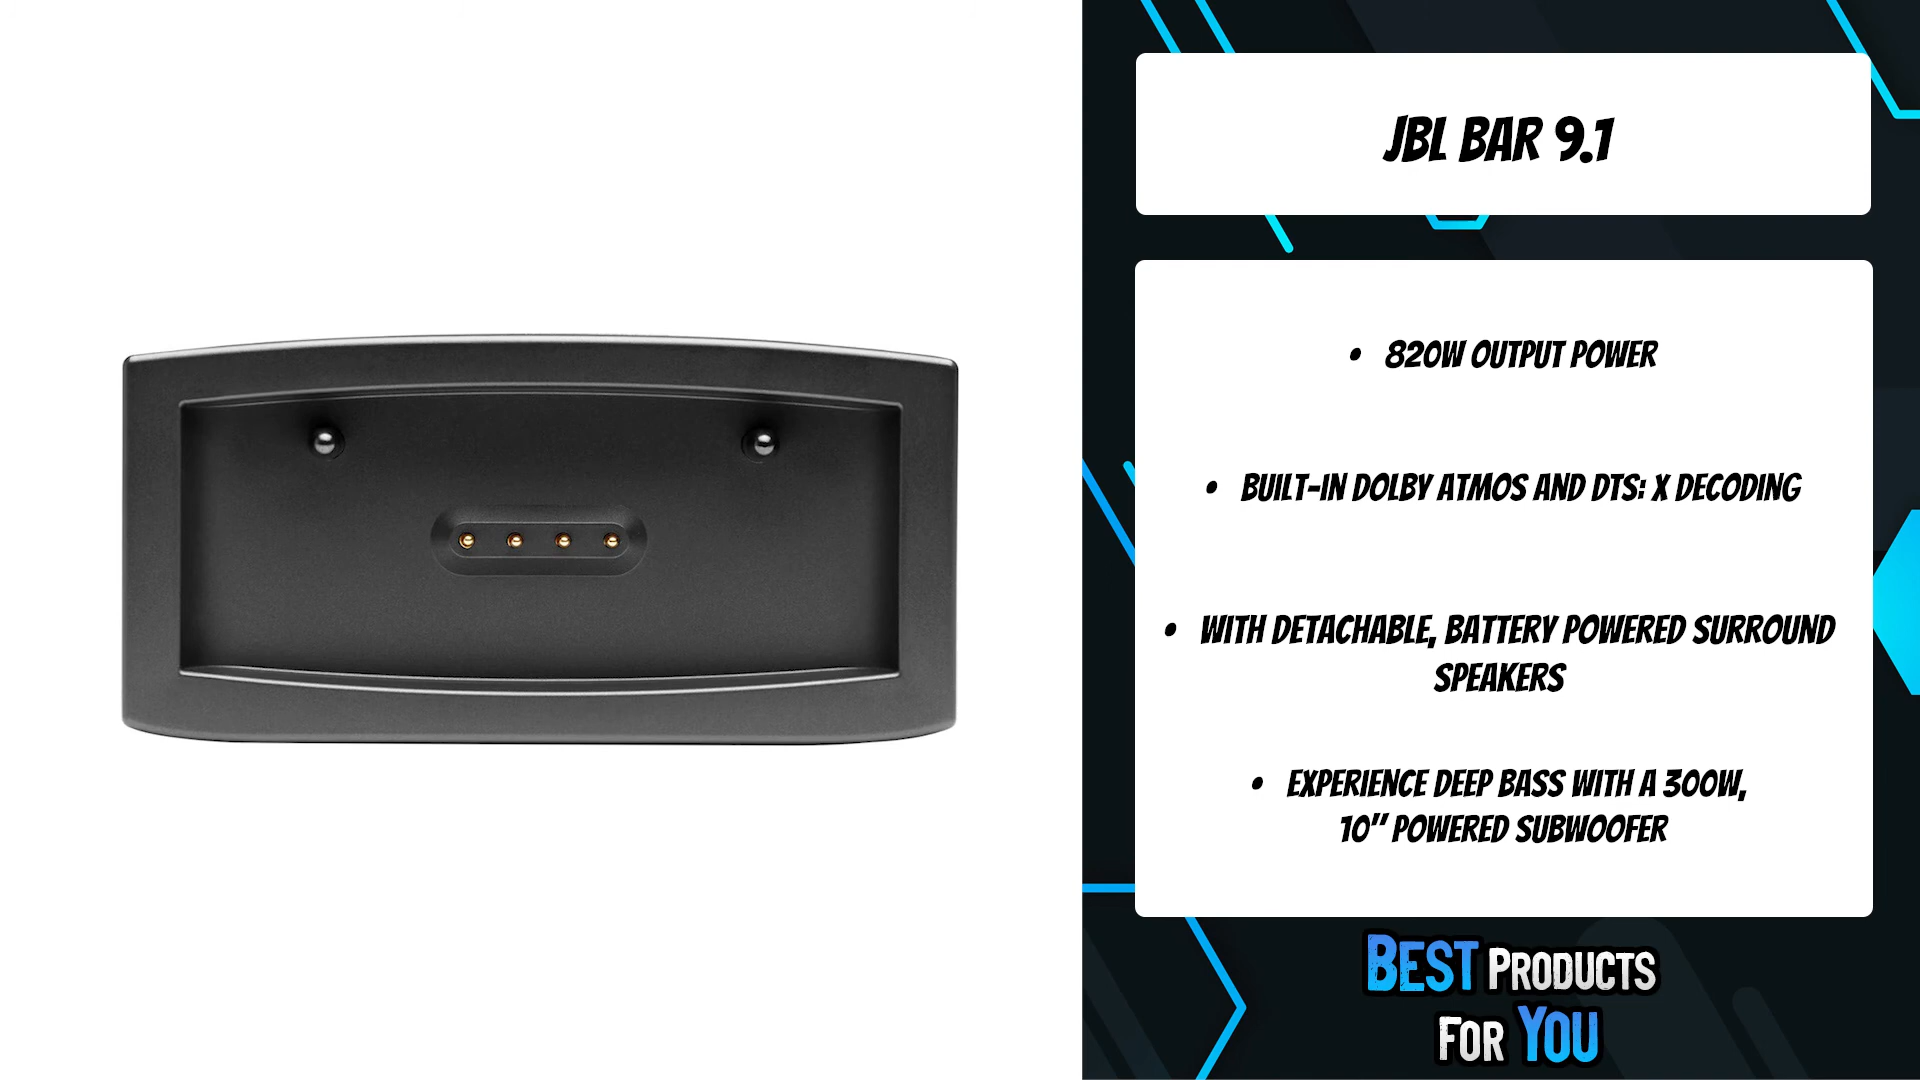 JBL BAR 9.1
• 820W OUTPUT POWER
• BUILT-IN DOLBY ATMOS AND DTS: X DECODING
• WITH DETACHABLE, BATTERY POWERED SURROUND
SPEAKERS
• EXPERIENCE DEEP BASS WITH A 300W,
10" POWERED SUBWOOFER
BEST PRODUCTS
FOR YOU